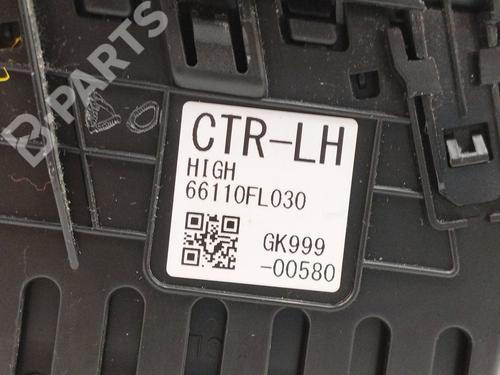 B-PARTS
CTR-LH
HIGH
66110FL030
GK999
-00580